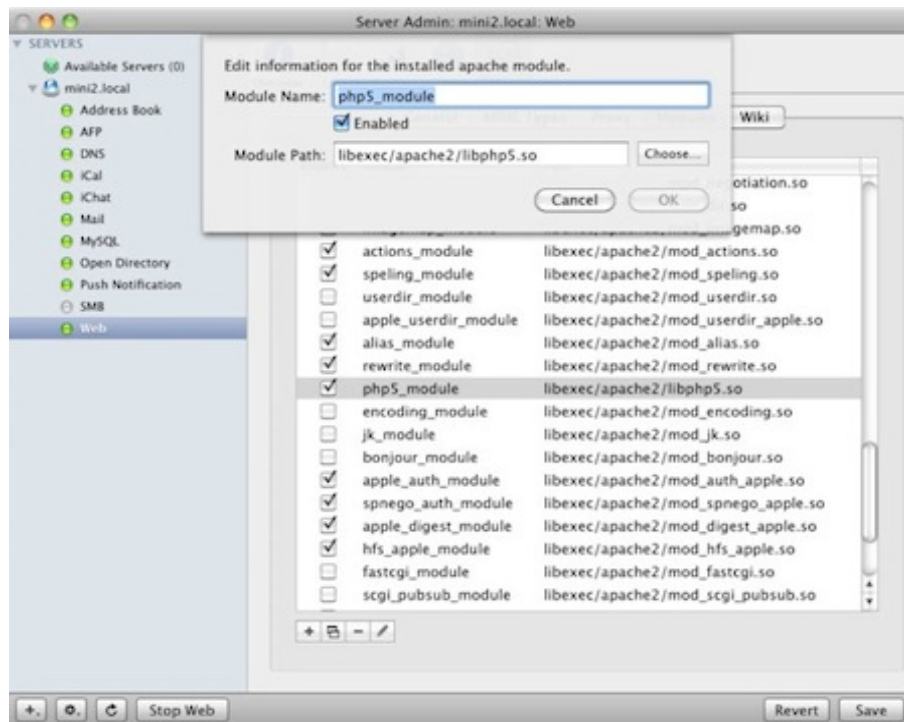 Server Admin: mini2.local: Web
SERVERS
Available Servers (0)
mini2.local
Address Book
AFP
DNS
iCal
iChat
Mail
MySQL
Open Directory
Push Notification
SMB
Web
Edit information for the installed apache module.
Module Name: php5_module
Enabled
Module Path: libexec/apache2/libphp5.so Choose...
Cancel OK
Wiki
otiation.so
so
gemap.so
actions_module libexec/apache2/mod_actions.so
speling_module libexec/apache2/mod_speling.so
userdir_module libexec/apache2/mod_userdir.so
apple_userdir_module libexec/apache2/mod_userdir_apple.so
alias_module libexec/apache2/mod_alias.so
rewrite_module libexec/apache2/mod_rewrite.so
php5_module libexec/apache2/libphp5.so
encoding_module libexec/apache2/mod_encoding.so
jk_module libexec/apache2/mod_jk.so
bonjour_module libexec/apache2/mod_bonjour.so
apple_auth_module libexec/apache2/mod_auth_apple.so
spnego_auth_module libexec/apache2/mod_spnego_apple.so
apple_digest_module libexec/apache2/mod_digest_apple.so
hfs_apple_module libexec/apache2/mod_hfs_apple.so
fastcgi_module libexec/apache2/mod_fastcgi.so
scgi_pubsub_module libexec/apache2/mod_scgi_pubsub.so
Stop Web Revert Save